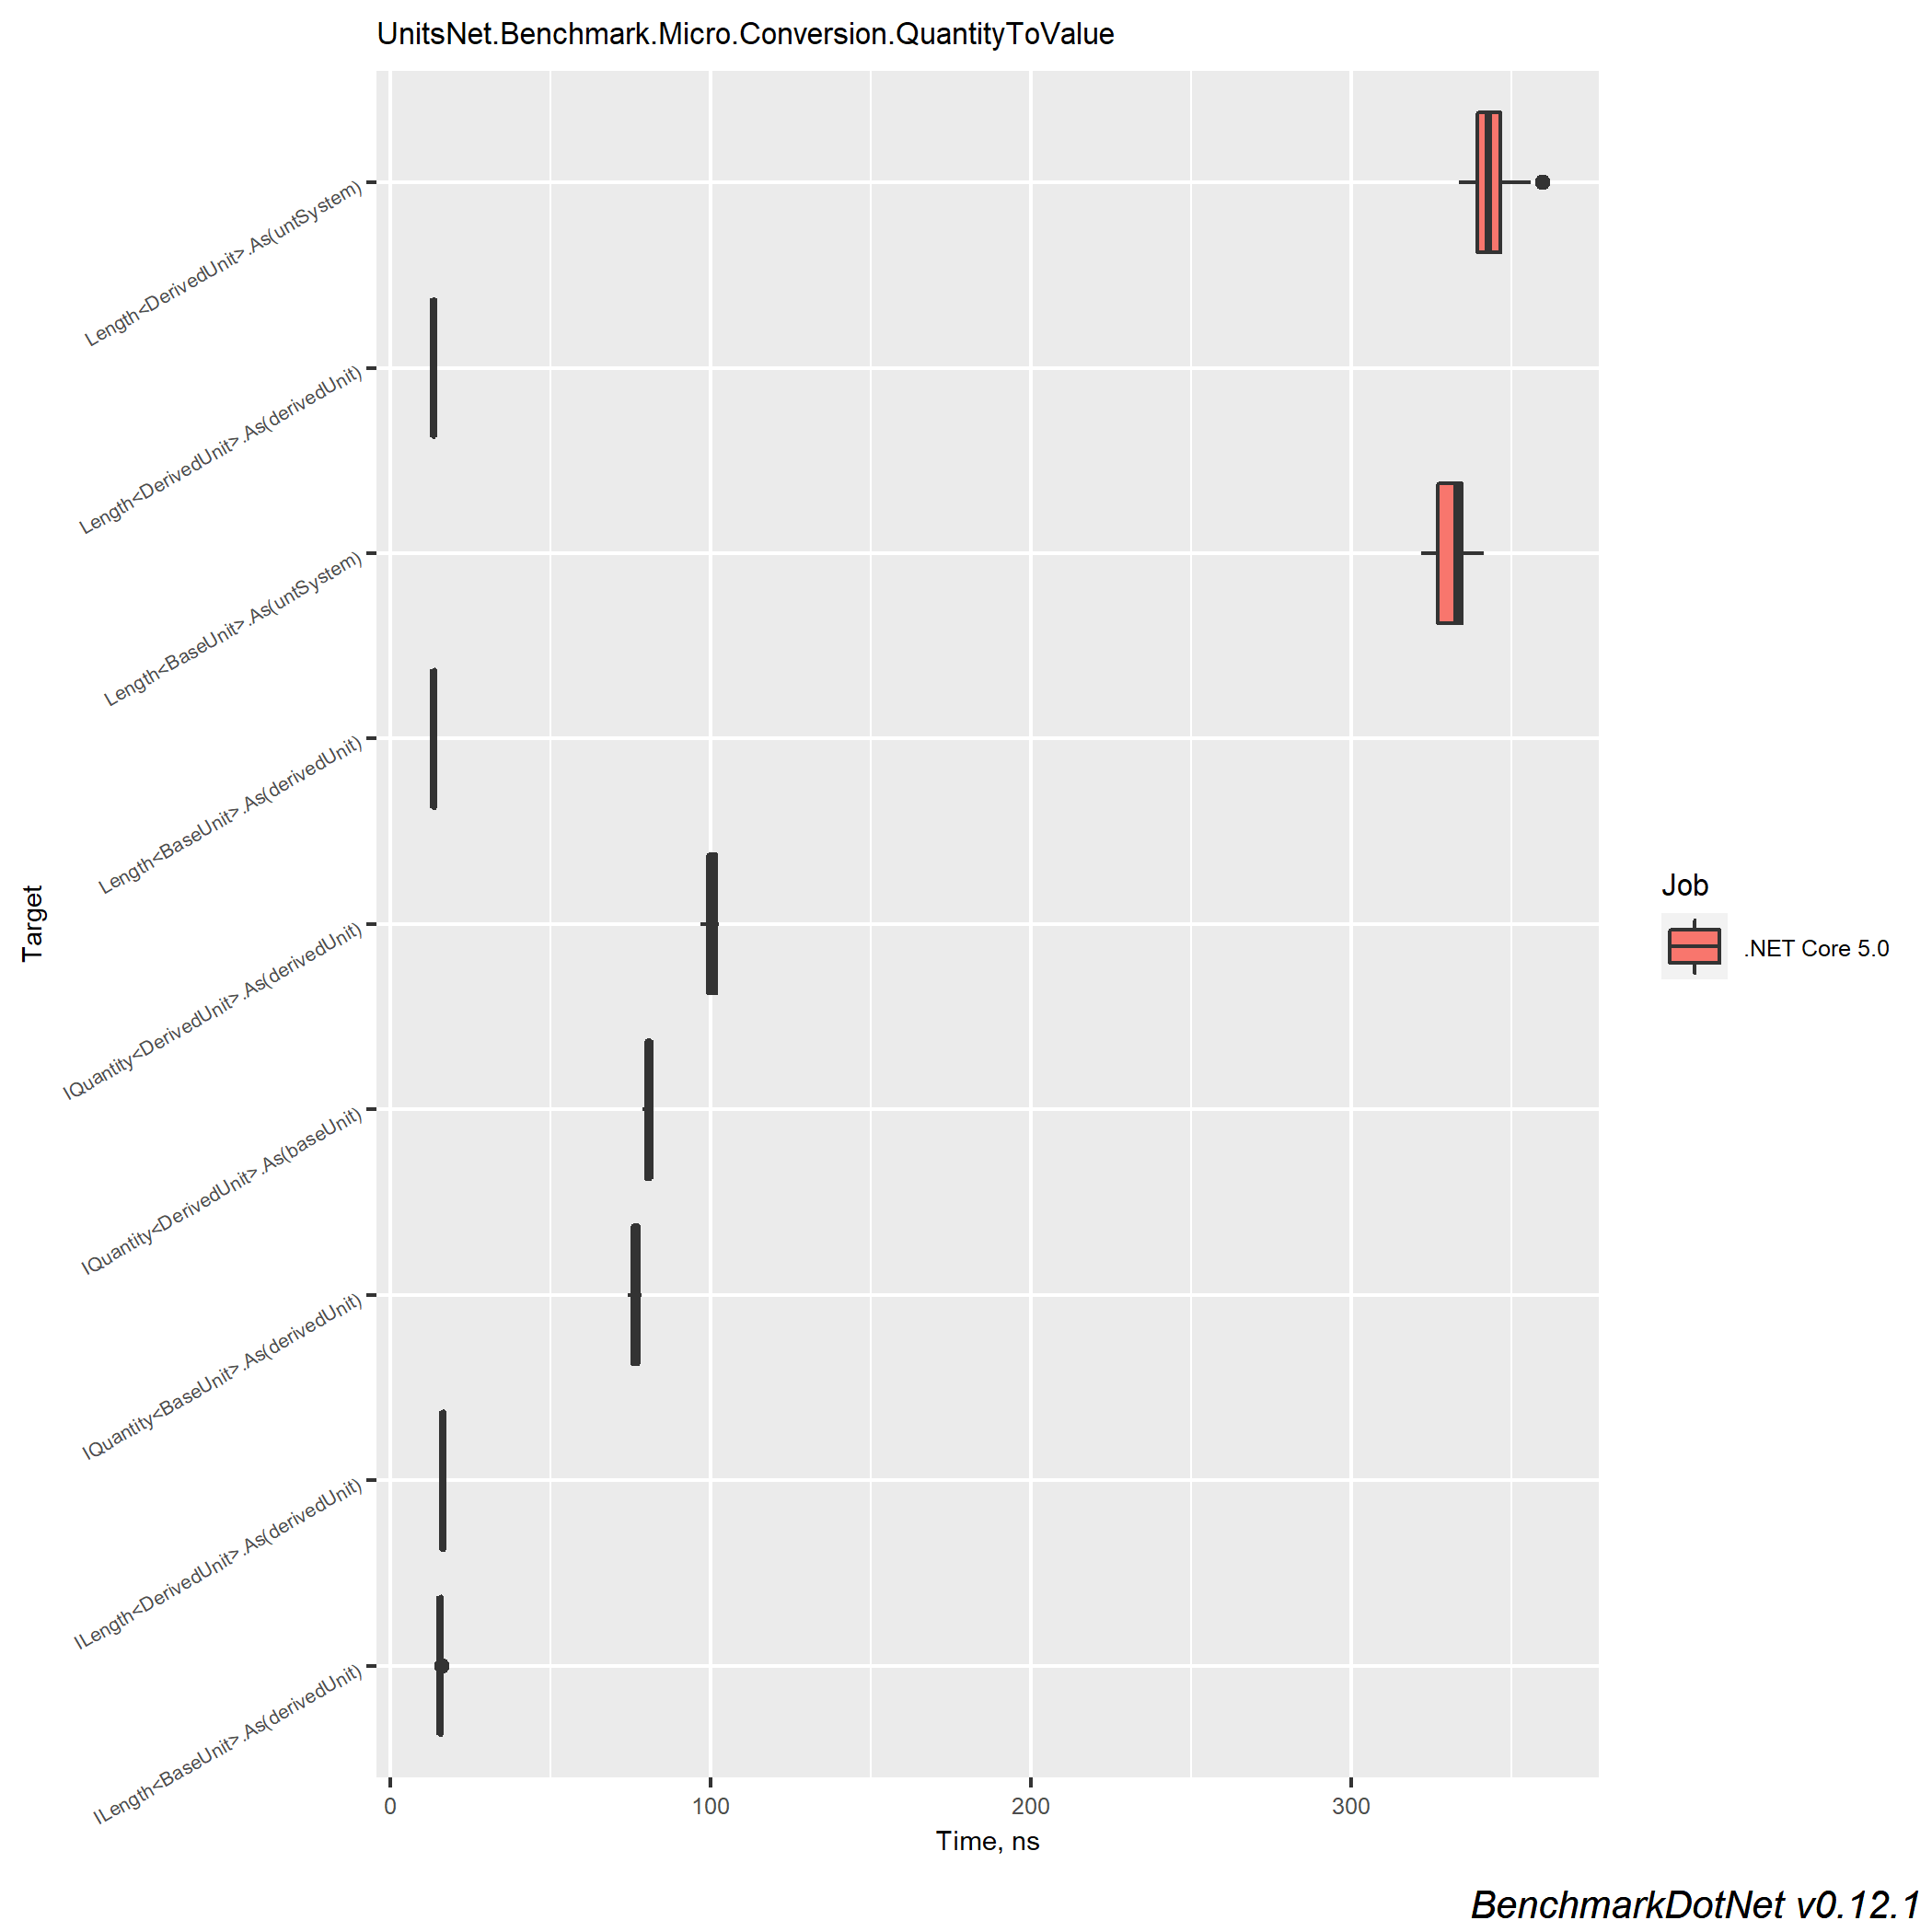 UnitsNet.Benchmark.Micro.Conversion.QuantityToValue
Length<DerivedUnit>.As(untSystem)
Length<DerivedUnit>.As(derivedUnit)
Length<BaseUnit>.As(untSystem)
Length<BaseUnit>.As(derivedUnit)
IQuantity<DerivedUnit>.As(derivedUnit)
IQuantity<DerivedUnit>.As(baseUnit)
IQuantity<BaseUnit>.As(derivedUnit)
ILength<DerivedUnit>.As(derivedUnit)
ILength<BaseUnit>.As(derivedUnit)
Target
0 100 200 300
Time, ns
Job
.NET Core 5.0
BenchmarkDotNet v0.12.1